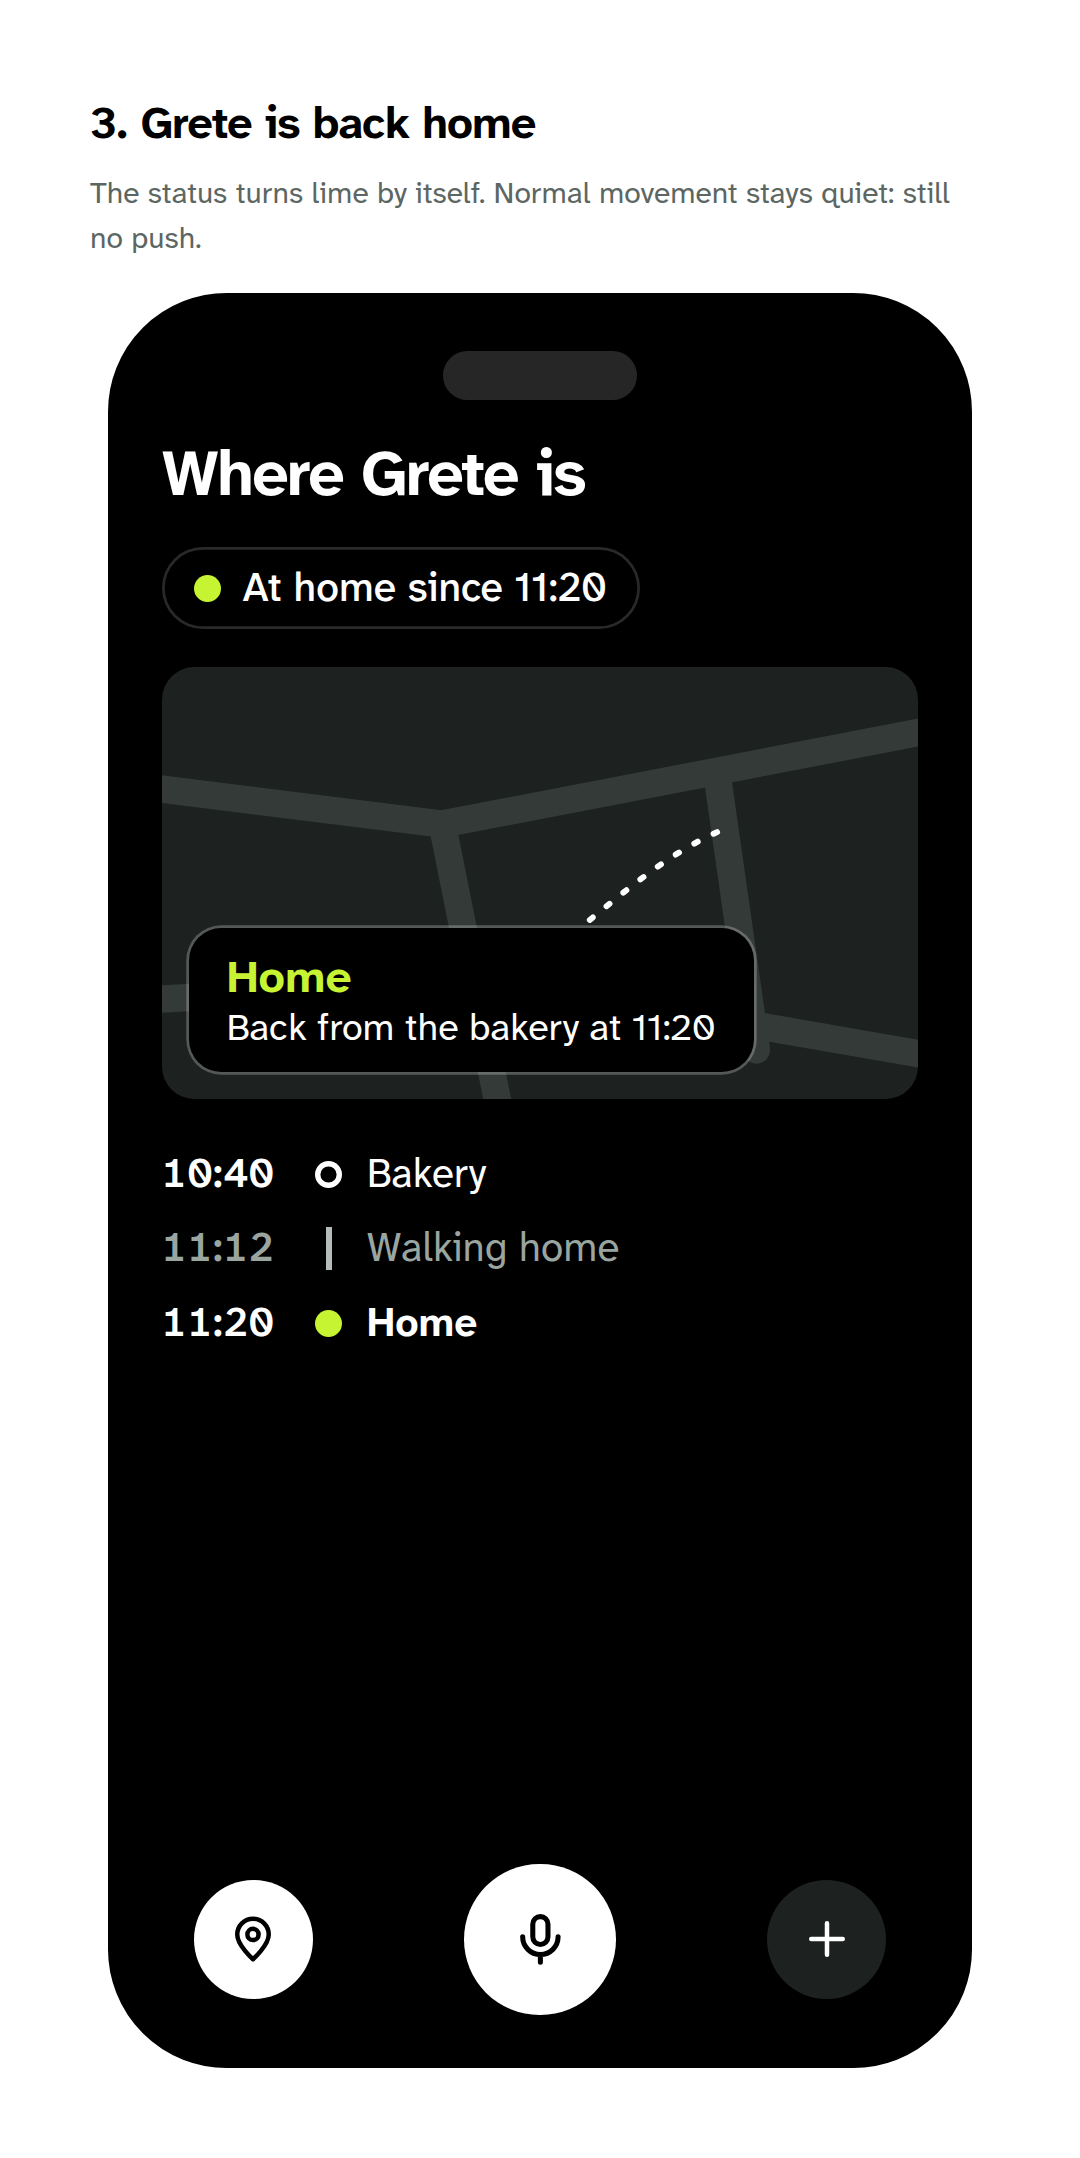 3. Grete is back home
The status turns lime by itself. Normal movement stays quiet: still
no push.
Where Grete is
At home since 11:20
Home
Back from the bakery at 11:20
10:40 Bakery
11:12 Walking home
11:20 Home